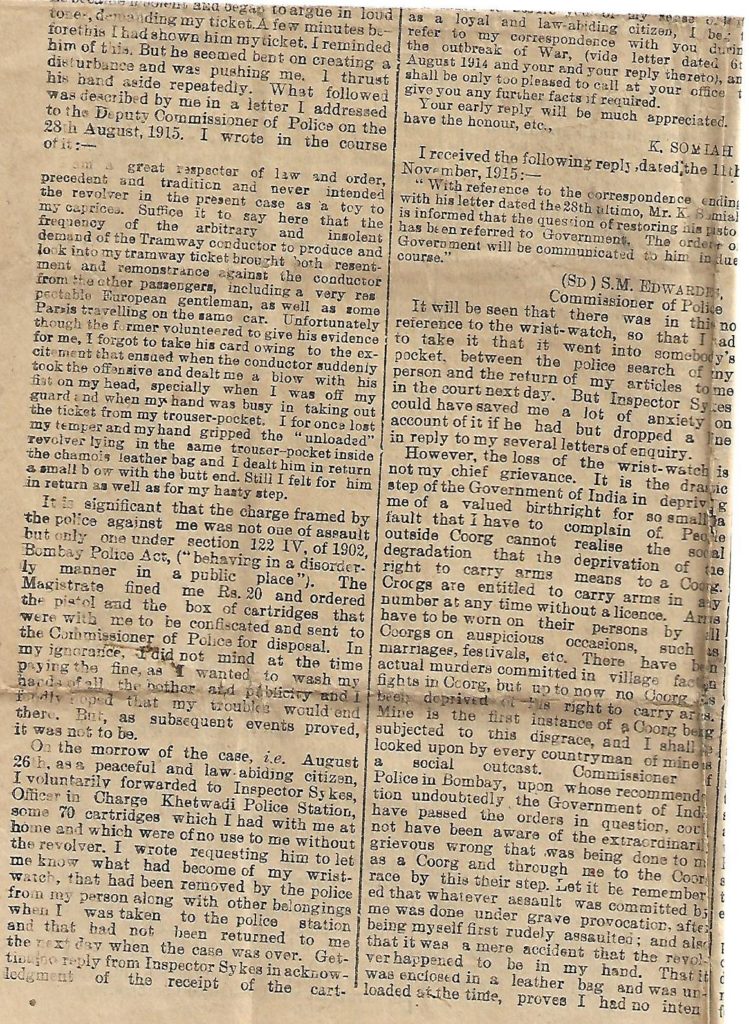 and began to argue in loud
tone, demanding my ticket. A few minutes be-
fore this I had shown him my ticket. I reminded
him of this. But he seemed bent on creating a
disturbance and was pushing me. I thrust
his hand aside repeatedly. What followed
was described by me in a letter I addressed
to the Deputy Commissioner of Police on the
28th August, 1915. I wrote in the course
of it:—
great respecter of law and order,
precedent and tradition and never intended
the revolver in the present case as a toy to
my caprices. Suffice it to say here that the
frequency of the arbitrary and insolent
demand of the Tramway conductor to produce and
look into my tramway ticket brought both resent-
ment and remonstrance against the conductor
from the other passengers, including a very res
pectable European gentleman, as well as some
Parsis travelling on the same car. Unfortunately
though the former volunteered to give his evidence
for me, I forgot to take his card owing to the ex-
citement that ensued when the conductor suddenly
took the offensive and dealt me a blow with his
fist on my head, specially when I was off my
guard and when my hand was busy in taking out
the ticket from my trouser-pocket. I for once lost
my temper and my hand gripped the "unloaded"
revolver lying in the same trouser-pocket inside
the chamois leather bag and I dealt him in return
a small blow with the butt end. Still I felt for him
in return as well as for my hasty step.
It is significant that the charge framed by
the police against me was not one of assault
but only one under section 122 IV, of 1902,
Bombay Police Act, ("behaving in a disorder-
ly manner in a public place"). The
Magistrate fined me Rs. 20 and ordered
the pistol and the box of cartridges that
were with me to be confiscated and sent to
the Commissioner of Police for disposal. In
my ignorance, I did not mind at the time
paying the fine, as I wanted to wash my
hands of all the bother and publicity and I
fondly hoped that my troubles would end
there. But, as subsequent events proved,
it was not to be.
On the morrow of the case, i.e. August
26th, as a peaceful and law-abiding citizen,
I voluntarily forwarded to Inspector Sykes,
Officer in Charge Khetwadi Police Station,
some 70 cartridges which I had with me at
home and which were of no use to me without
the revolver. I wrote requesting him to let
me know what had become of my wrist-
watch, that had been removed by the police
from my person along with other belongings
when I was taken to the police station
and that had not been returned to me
the next day when the case was over. Get-
ting no reply from Inspector Sykes in acknow-
ledgment of the receipt of the cart-
as a loyal and law-abiding citizen, I be
refer to my correspondence with you durin
the outbreak of War, (vide letter dated 6
August 1914 and your and your reply thereto), an
shall be only too pleased to call at your office t
give you any further facts if required.
Your early reply will be much appreciated.
have the honour, etc.,
K. SOMIAH
I received the following reply, dated the 11th
November, 1915:—
"With reference to the correspondence ending
with his letter dated the 28th ultimo, Mr. K. Somiah
is informed that the question of restoring his pisto
has been referred to Government. The orders o
Government will be communicated to him in due
course."
(SD) S.M. EDWARDES,
Commissioner of Police
It will be seen that there was in this no
reference to the wrist-watch, so that I had
to take it that it went into somebody's
pocket, between the police search of my
person and the return of my articles to me
in the court next day. But Inspector Sykes
could have saved me a lot of anxiety on
account of it if he had but dropped a line
in reply to my several letters of enquiry.
However, the loss of the wrist-watch is
not my chief grievance. It is the drastic
step of the Government of India in depriving
me of a valued birthright for so small a
fault that I have to complain of. People
outside Coorg cannot realise the social
degradation that the deprivation of the
right to carry arms means to a Coorg.
Crorgs are entitled to carry arms in any
number at any time without a licence. Arms
have to be worn on their persons by all
Coorgs on auspicious occasions, such as
marriages, festivals, etc. There have been
actual murders committed in village faction
fights in Coorg, but up to now no Coorg has
been deprived of his right to carry arms.
Mine is the first instance of a Coorg being
subjected to this disgrace, and I shall be
looked upon by every countryman of mine as
a social outcast. Commissioner of
Police in Bombay, upon whose recommenda
tion undoubtedly the Government of Indi
have passed the orders in question, coul
not have been aware of the extraordinaril
grievous wrong that was being done to m
as a Coorg and through me to the Coor
race by this their step. Let it be remember
ed that whatever assault was committed by
me was done under grave provocation, after
being myself first rudely assaulted; and also
that it was a mere accident that the revol-
ver happened to be in my hand. That it
was enclosed in a leather bag and was un-
loaded at the time, proves I had no inten